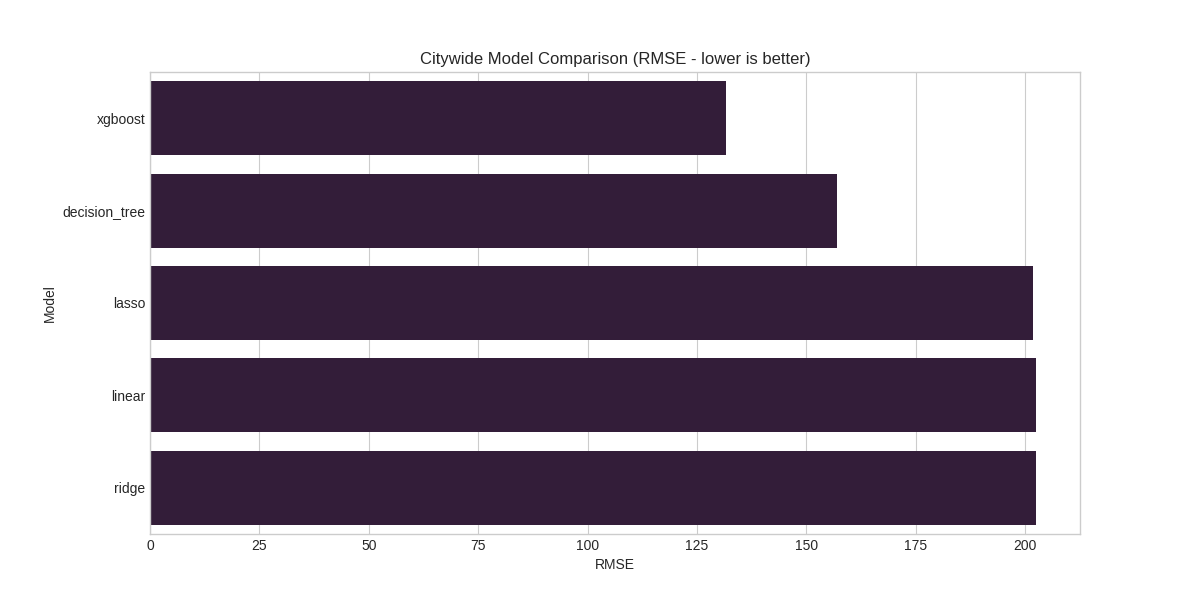 Citywide Model Comparison (RMSE - lower is better)
xgboost
decision_tree
lasso
linear
ridge
Model
0 25 50 75 100 125 150 175 200
RMSE